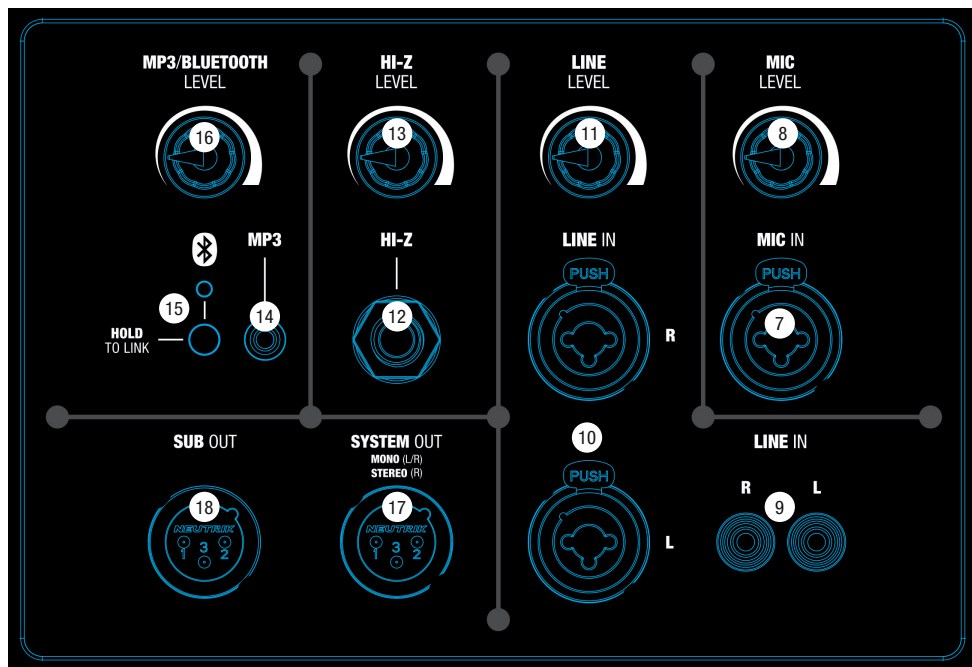 MP3/BLUETOOTH
LEVEL
16
HI-Z
LEVEL
13
LINE
LEVEL
11
MIC
LEVEL
8
MP3
15
14
HOLD
TO LINK
HI-Z
12
LINE IN
PUSH
R
MIC IN
PUSH
7
SUB OUT
18
NEUTRIK
1 3 2
SYSTEM OUT
MONO (L/R)
STEREO (R)
17
NEUTRIK
1 3 2
10
PUSH
L
LINE IN
R L
9